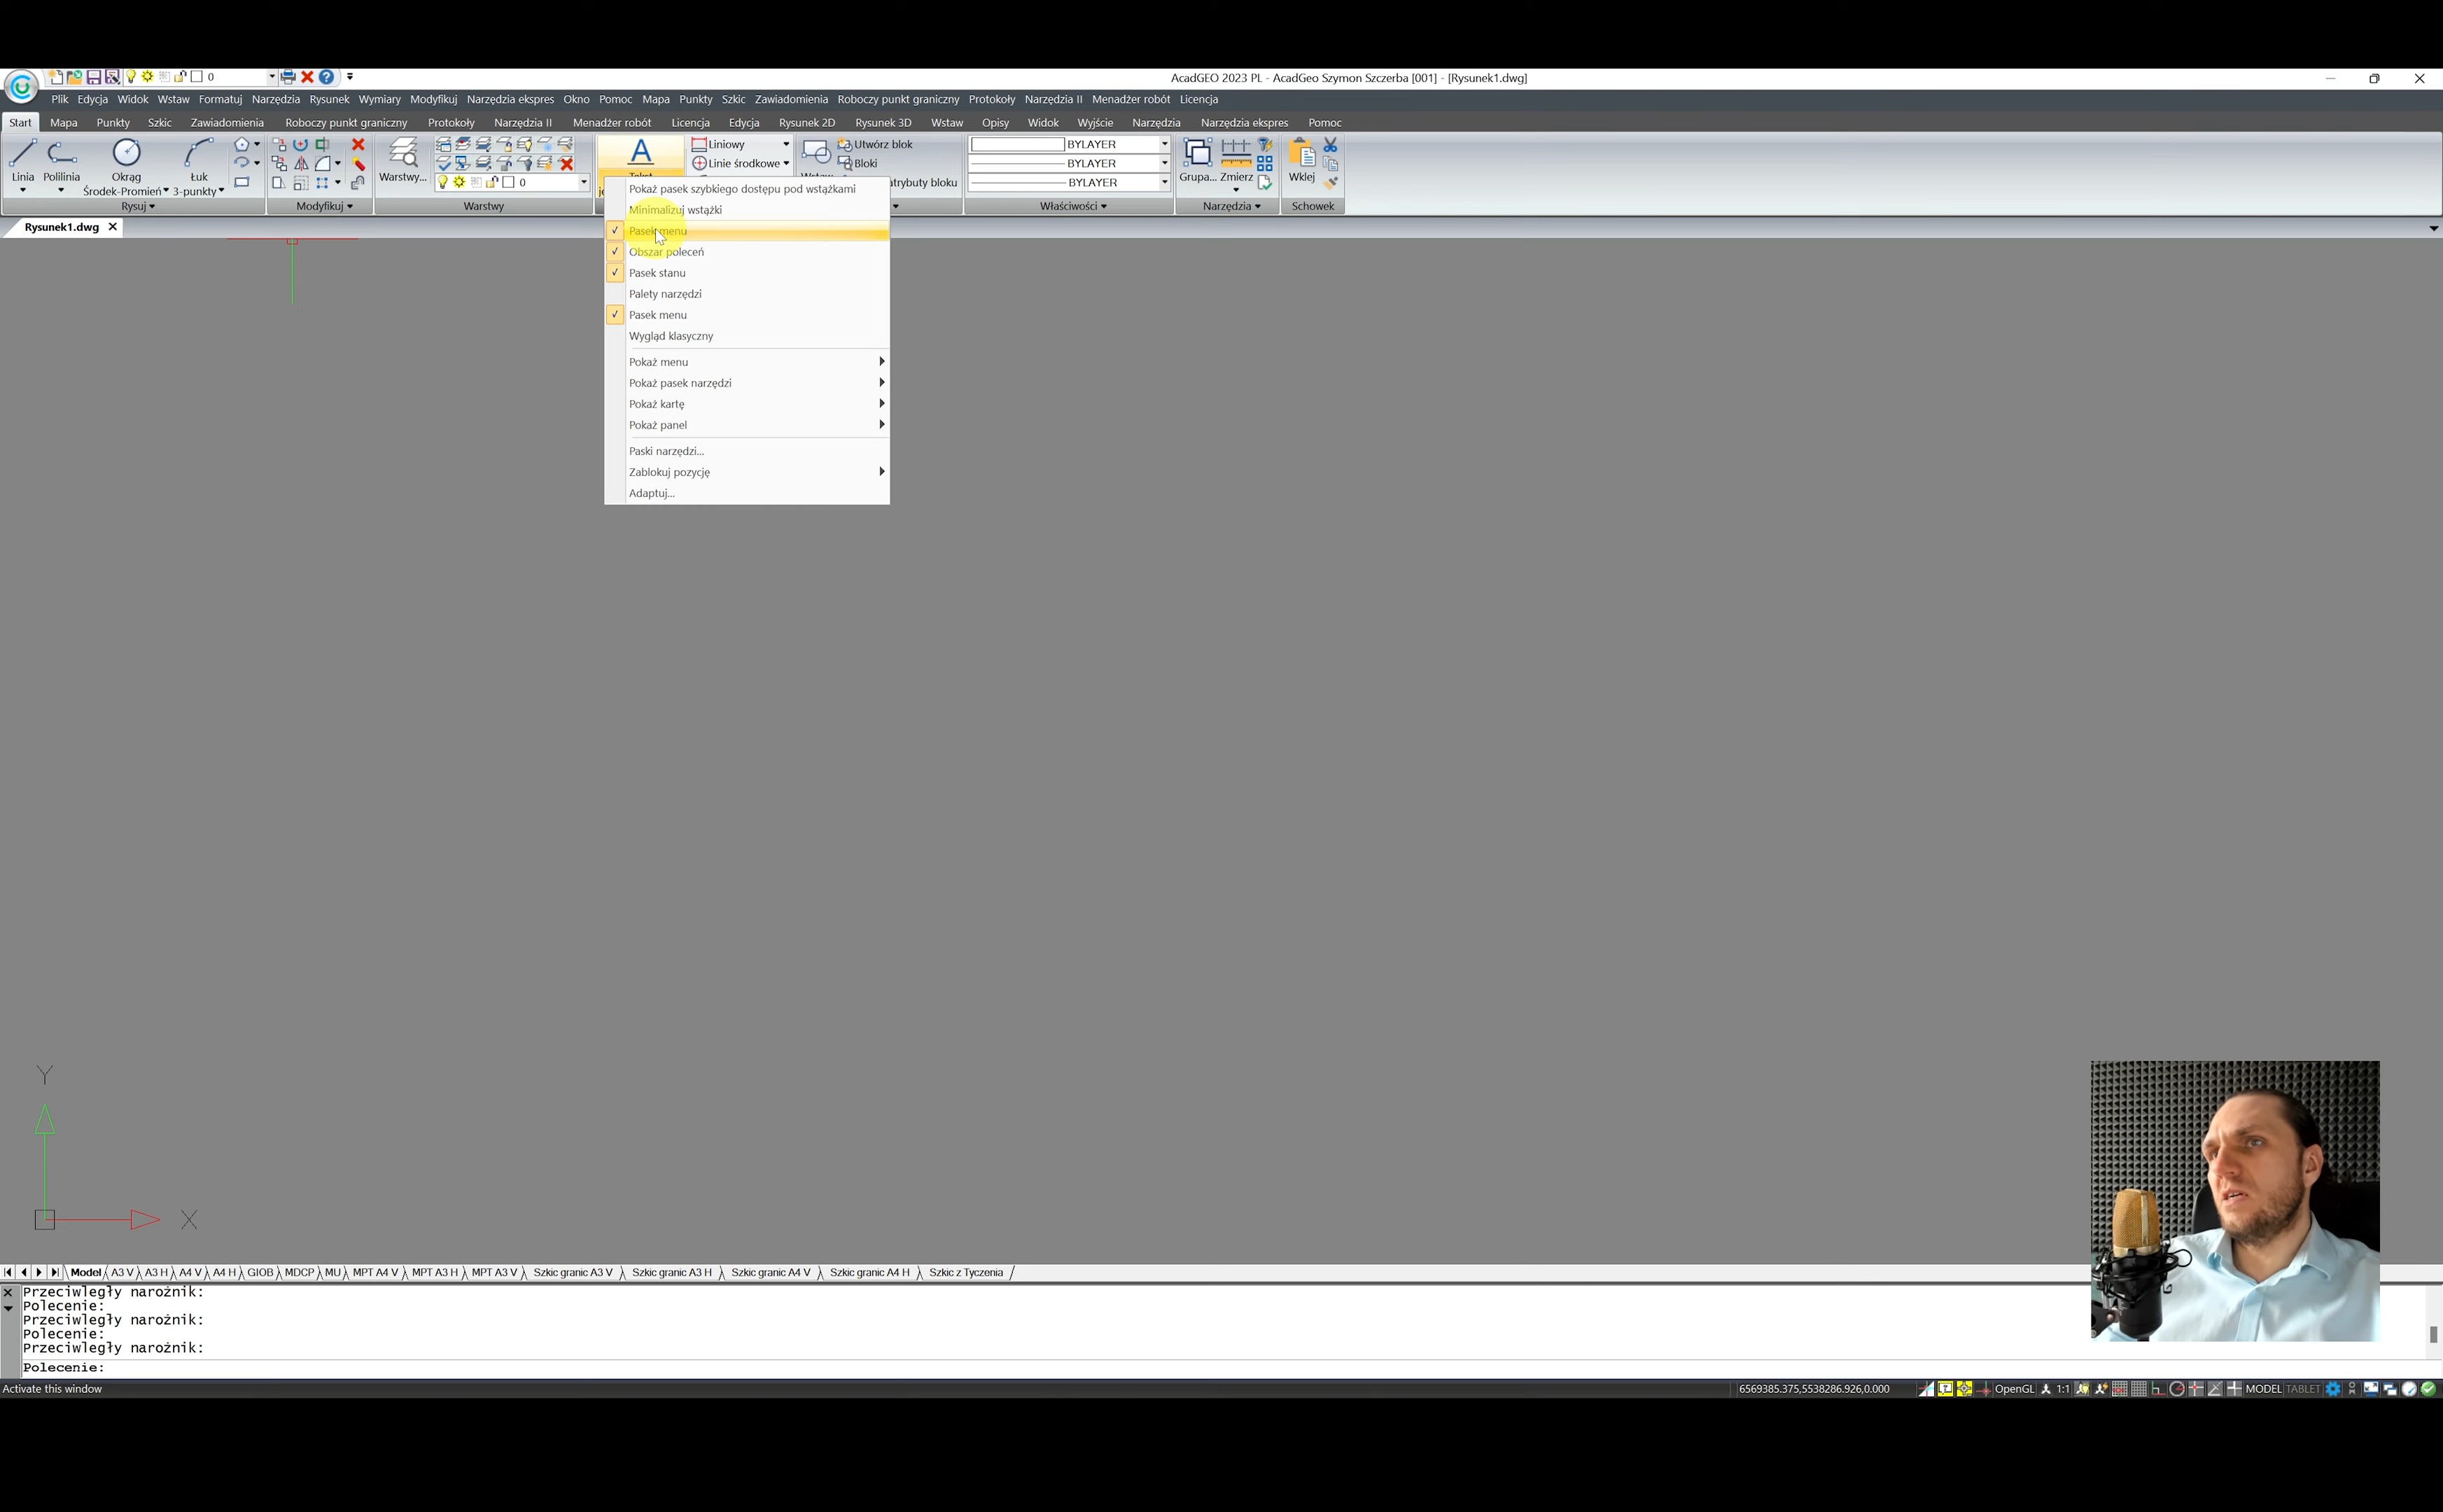 0
AcadGEO 2023 PL - AcadGeo Szymon Szczerba [001] - [Rysunek1.dwg]
Plik Edycja Widok Wstaw Formatuj Narzędzia Rysunek Wymiary Modyfikuj Narzędzia ekspres Okno Pomoc Mapa Punkty Szkic Zawiadomienia Roboczy punkt graniczny Protokoły Narzędzia II Menadżer robót Licencja
Start Mapa Punkty Szkic Zawiadomienia Roboczy punkt graniczny Protokoły Narzędzia II Menadżer robót Licencja Edycja Rysunek 2D Rysunek 3D Wstaw Opisy Widok Wyjście Narzędzia Narzędzia ekspres Pomoc
Liniowy Utwórz blok BYLAYER
Linie środkowe Bloki BYLAYER
Linia Polilinia Okrąg Łuk Warstwy... Grupa... Zmierz Wklej
0 atrybuty bloku BYLAYER
Środek-Promień 3-punkty
Rysuj Modyfikuj Warstwy Właściwości Narzędzia Schowek
Rysunek1.dwg
Pokaż pasek szybkiego dostępu pod wstążkami
Minimalizuj wstążki
Pasek menu
Obszar poleceń
Pasek stanu
Palety narzędzi
Pasek menu
Wygląd klasyczny
Pokaż menu
Pokaż pasek narzędzi
Pokaż kartę
Pokaż panel
Paski narzędzi...
Zablokuj pozycję
Adaptuj...
Y
X
Model A3 V A3 H A4 V A4 H GIOB MDCP MU MPT A4 V MPT A3 H MPT A3 V Szkic granic A3 V Szkic granic A3 H Szkic granic A4 V Szkic granic A4 H Szkic z Tyczenia
Przeciwległy narożnik:
Polecenie:
Przeciwległy narożnik:
Polecenie:
Przeciwległy narożnik:
Polecenie:
Activate this window 6569385.375,5538286.926,0.000 OpenGL 1:1 MODEL TABLET